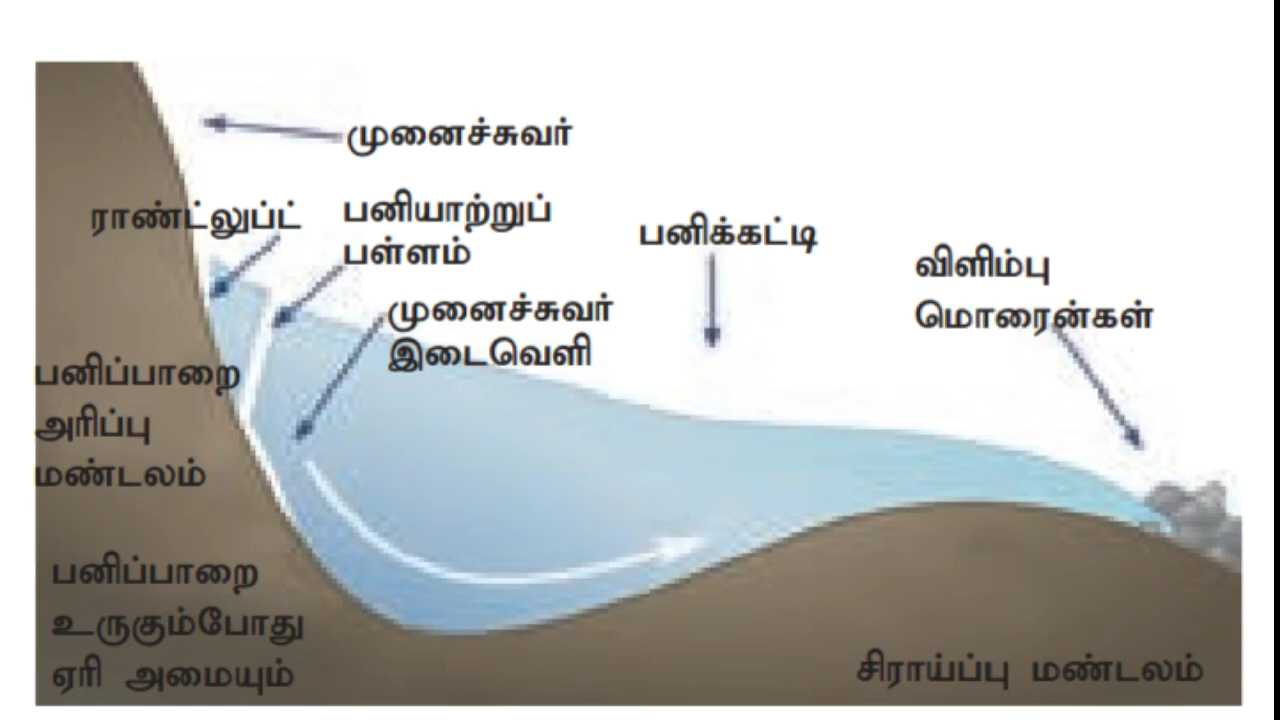 முனைச்சுவர்
ராண்ட்லுப்ட்
பனியாற்றுப்
பள்ளம்
பனிக்கட்டி
விளிம்பு
மொரைன்கள்
முனைச்சுவர்
இடைவெளி
பனிப்பாறை
அரிப்பு
மண்டலம்
பனிப்பாறை
உருகும்போது
ஏரி அமையும்
சிராய்ப்பு மண்டலம்